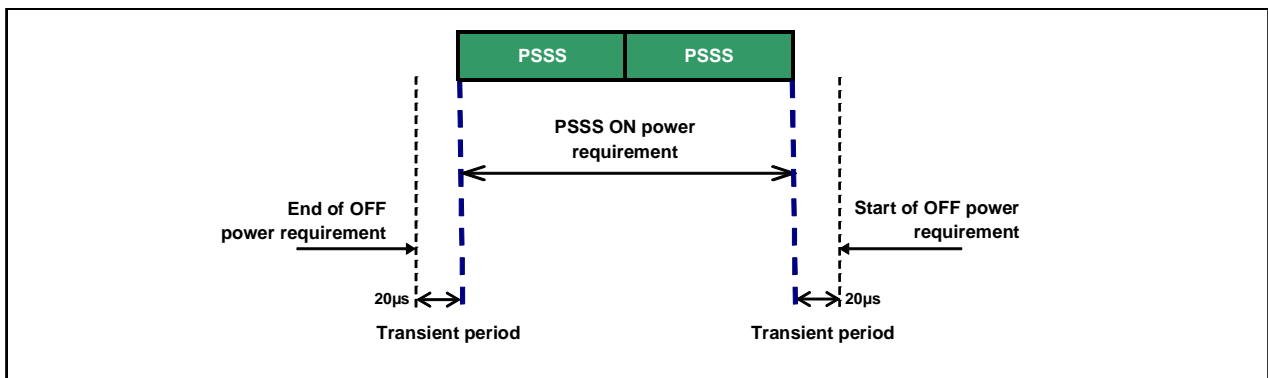 PSSS PSSS
PSSS ON power
requirement
End of OFF
power requirement
Start of OFF power
requirement
20µs
20µs
Transient period
Transient period